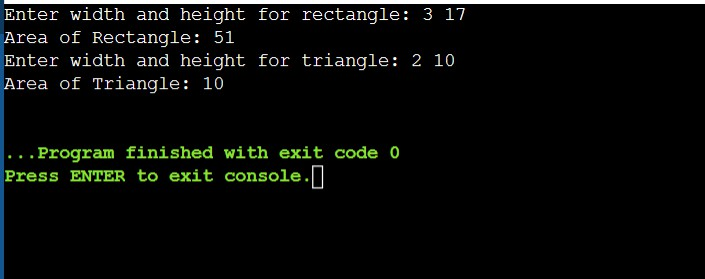 Enter width and height for rectangle: 3 17
Area of Rectangle: 51
Enter width and height for triangle: 2 10
Area of Triangle: 10
...Program finished with exit code 0
Press ENTER to exit console.